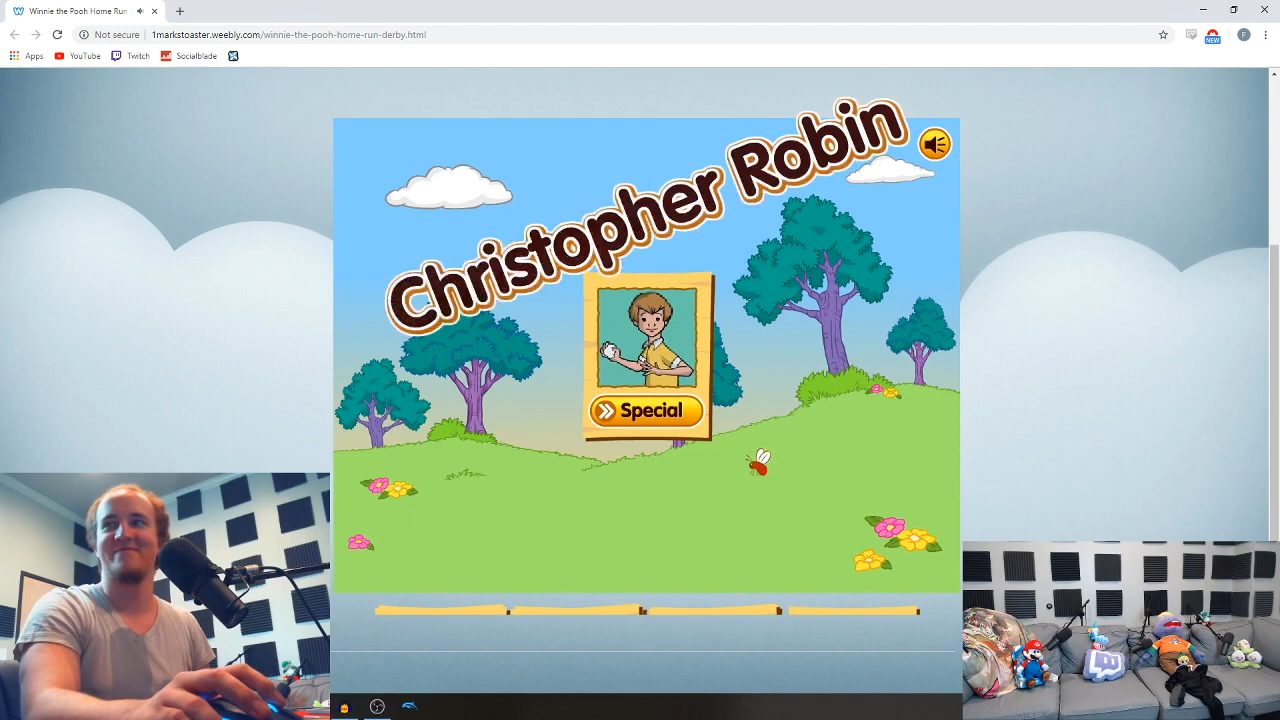 Winnie the Pooh Home Run
Not secure | 1markstoaster.weebly.com/winnie-the-pooh-home-run-derby.html
NEW
F
Apps YouTube Twitch Socialblade
Christopher Robin
Special